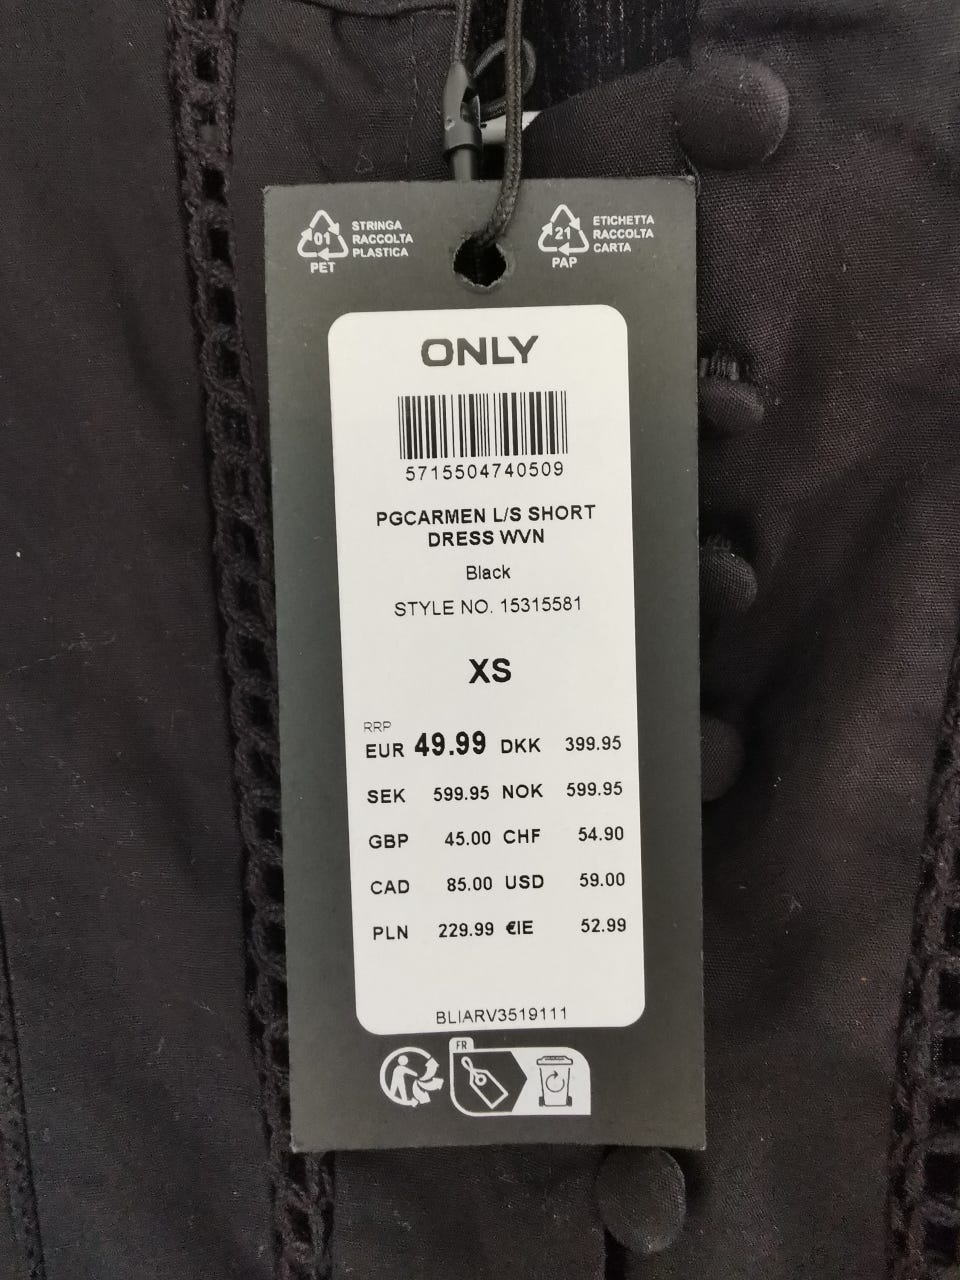 01
PET
STRINGA
RACCOLTA
PLASTICA
21
PAP
ETICHETTA
RACCOLTA
CARTA
ONLY
5715504740509
PGCARMEN L/S SHORT
DRESS WVN
Black
STYLE NO. 15315581
XS
RRP
EUR 49.99 DKK 399.95
SEK 599.95 NOK 599.95
GBP 45.00 CHF 54.90
CAD 85.00 USD 59.00
PLN 229.99 €IE 52.99
BLIARV3519111
FR